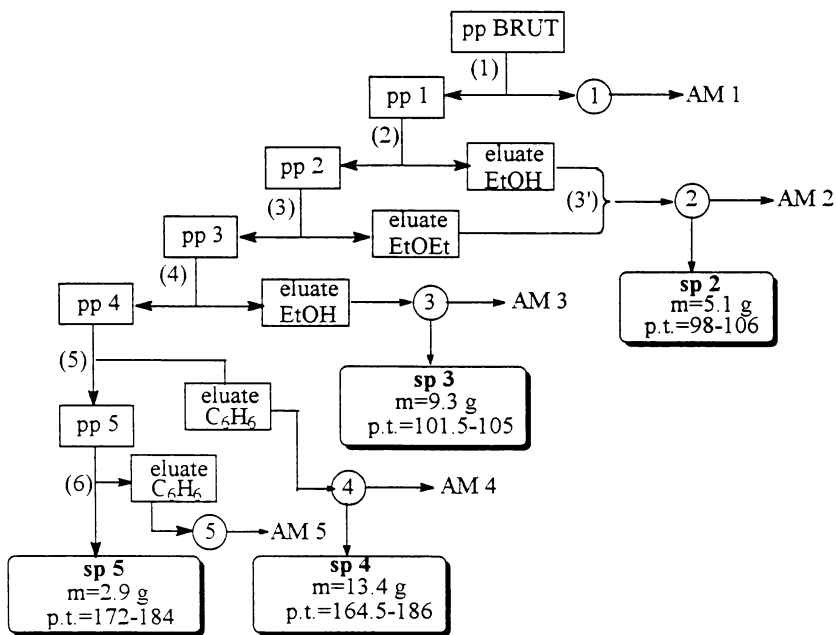 pp BRUT
(1)
pp 1
1
AM 1
(2)
pp 2
eluate
EtOH
(3')
2
AM 2
(3)
pp 3
eluate
EtOEt
(4)
pp 4
eluate
EtOH
3
AM 3
sp 2
m=5.1 g
p.t.=98-106
(5)
eluate
C6H6
sp 3
m=9.3 g
p.t.=101.5-105
pp 5
(6)
eluate
C6H6
4
AM 4
5
AM 5
sp 5
m=2.9 g
p.t.=172-184
sp 4
m=13.4 g
p.t.=164.5-186